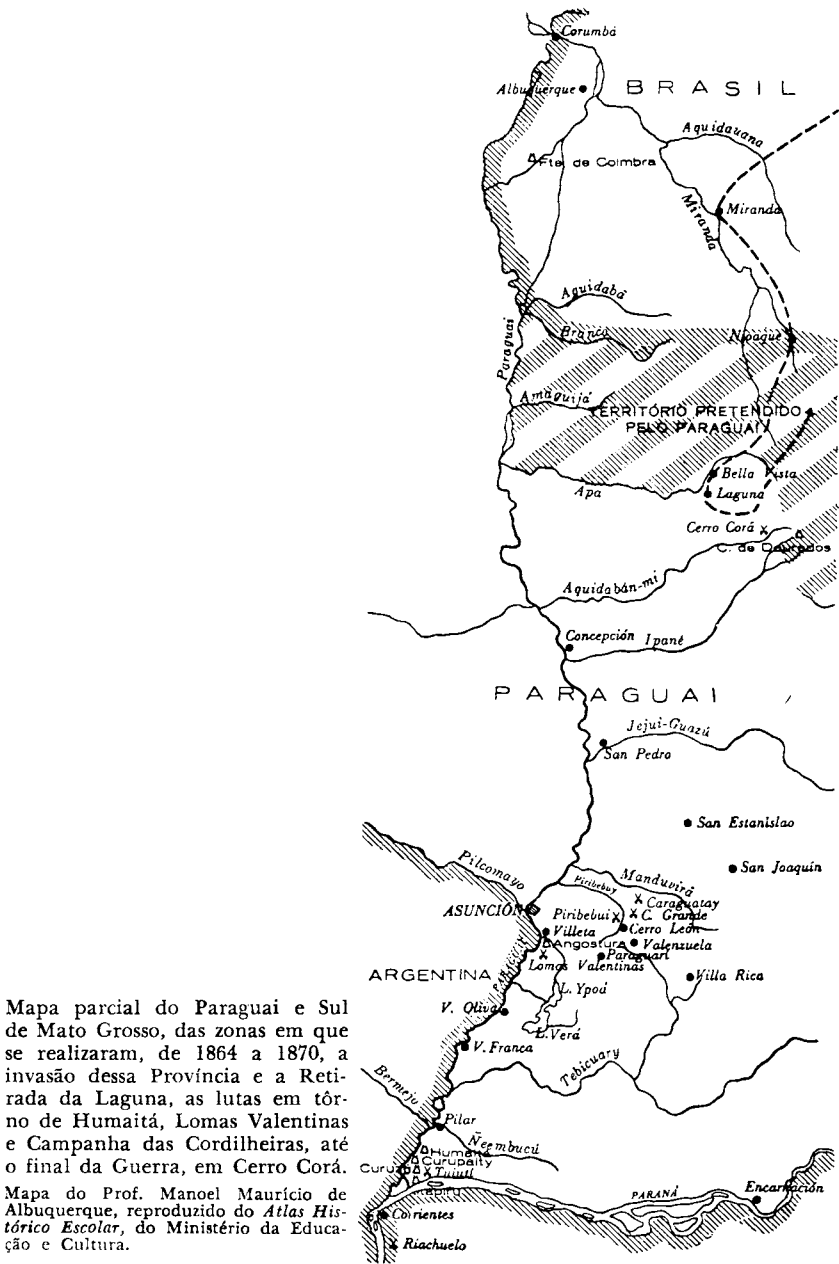 Corumbá
Albuquerque
BRASIL
Aquidauana
Fte. de Coimbra
Miranda
Miranda
Aquidabá
Nioaque
Branco
Paraguai
Amaguijá
TERRITÓRIO PRETENDIDO
PELO PARAGUAI
Bella Vista
Apa
Laguna
Cerro Corá
C. de Dourados
Aquidabán-mi
Concepción
Ipané
PARAGUAI
Jejui-Guazú
San Pedro
San Estanislao
Pilcomayo
San Joaquín
Manduvirá
Piribebuy
Caraguatay
ASUNCIÓN
Piribebui
C. Grande
Villeta
Cerro León
Angostura
Valenzuela
Paraguarí
Lomas Valentinas
ARGENTINA
PARAGUAI
Villa Rica
L. Ypoá
V. Oliva
L. Verá
V. Franca
Tebicuary
Bermejo
Pilar
Ñeembucú
Humaitá
Curupaity
Tuiuti
Itapiru
PARANÁ
Encarnación
Corrientes
Riachuelo
Mapa parcial do Paraguai e Sul
de Mato Grosso, das zonas em que
se realizaram, de 1864 a 1870, a
invasão dessa Província e a Reti-
rada da Laguna, as lutas em tôr-
no de Humaitá, Lomas Valentinas
e Campanha das Cordilheiras, até
o final da Guerra, em Cerro Corá.
Mapa do Prof. Manoel Maurício de
Albuquerque, reproduzido do Atlas His-
tórico Escolar, do Ministério da Educa-
ção e Cultura.